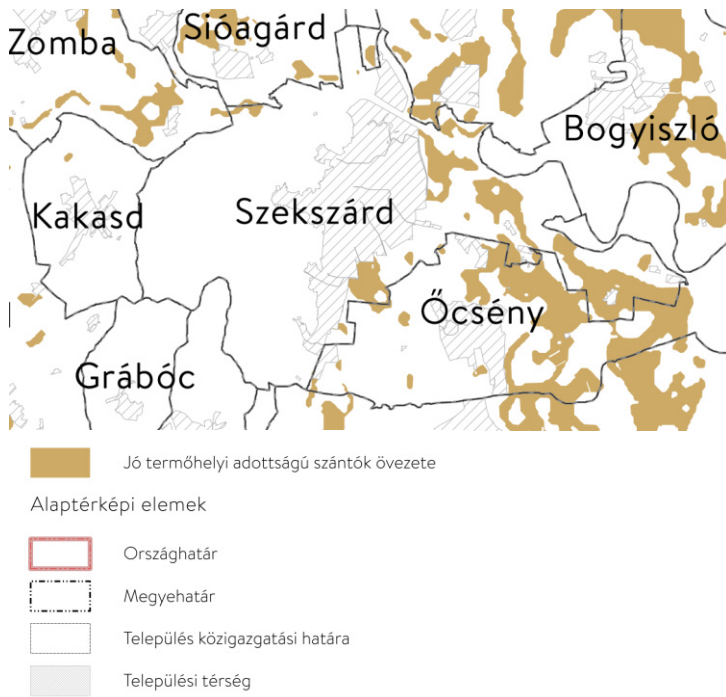 Zomba
Sióagárd
Bogyiszló
Kakasd
Szekszárd
Őcsény
Grábóc
Jó termőhelyi adottságú szántók övezete
Alaptérképi elemek
Országhatár
Megyehatár
Település közigazgatási határa
Települési térség